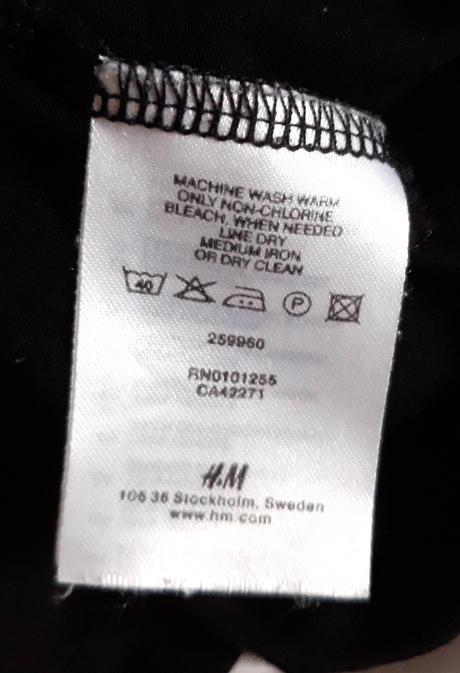 MACHINE WASH WARM
ONLY NON-CHLORINE
BLEACH, WHEN NEEDED
LINE DRY
MEDIUM IRON
OR DRY CLEAN
40 P
259960
RN0101255
CA42271
H&M
106 36 Stockholm, Sweden
www.hm.com